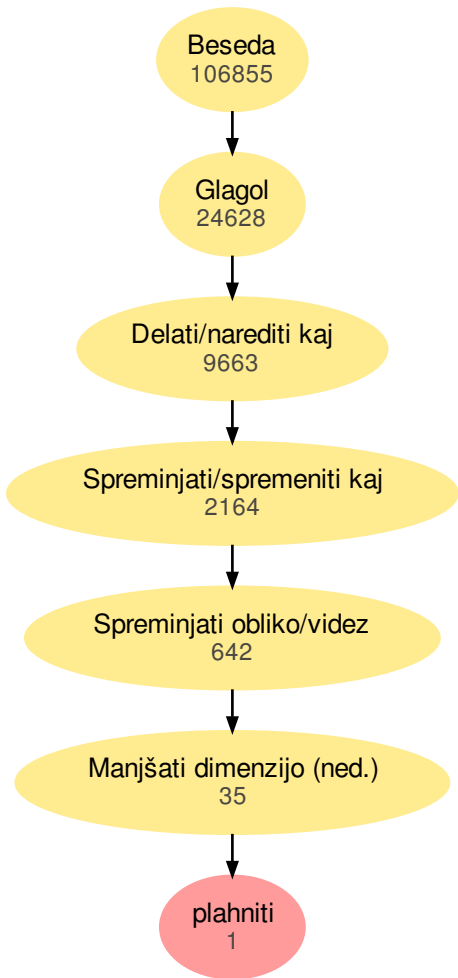 Beseda
106855
Glagol
24628
Delati/narediti kaj
9663
Spreminjati/spremeniti kaj
2164
Spreminjati obliko/videz
642
Manjšati dimenzijo (ned.)
35
plahniti
1